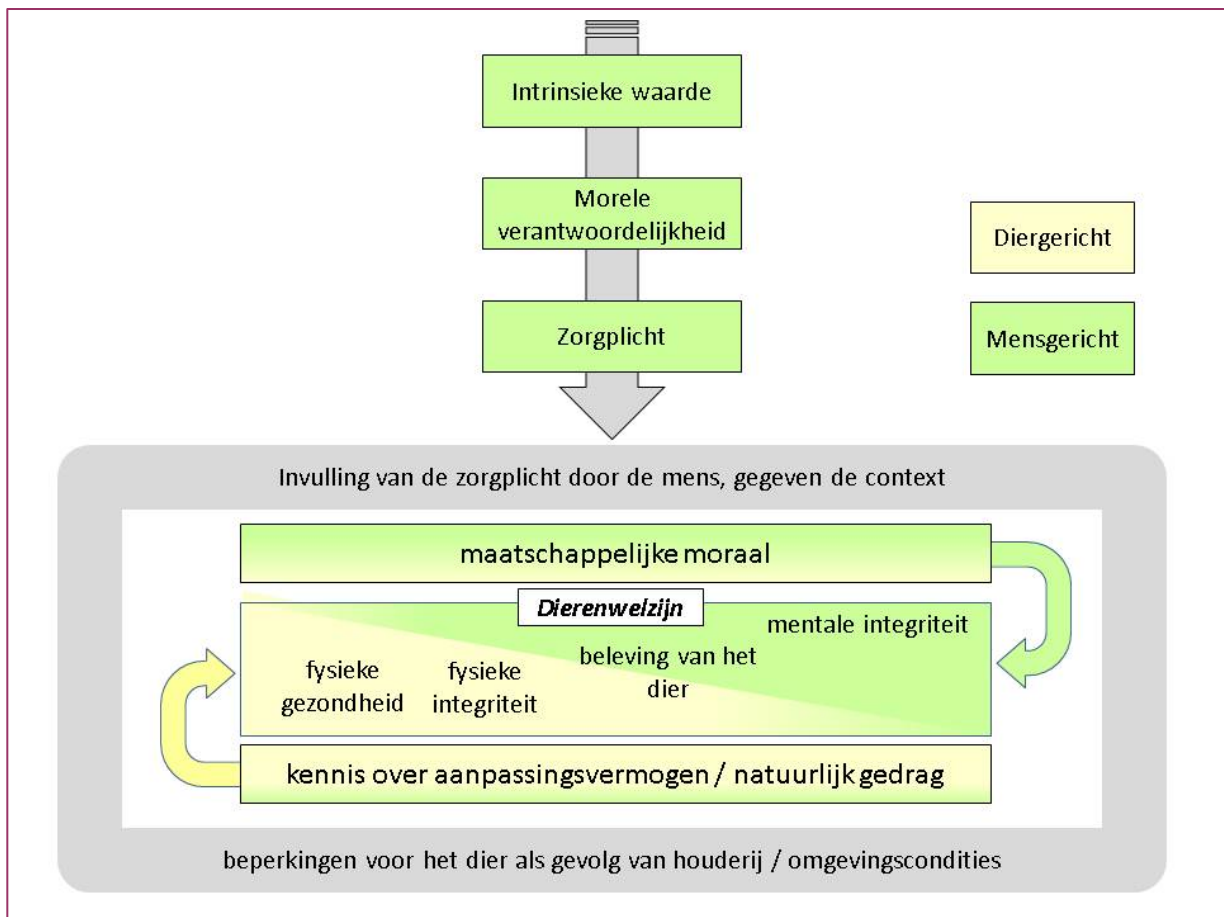 Intrinsieke waarde
Morele
verantwoordelijkheid
Zorgplicht
Diergericht
Mensgericht
Invulling van de zorgplicht door de mens, gegeven de context
maatschappelijke moraal
Dierenwelzijn
mentale integriteit
beleving van het
dier
fysieke
gezondheid
fysieke
integriteit
kennis over aanpassingsvermogen / natuurlijk gedrag
beperkingen voor het dier als gevolg van houderij / omgevingscondities